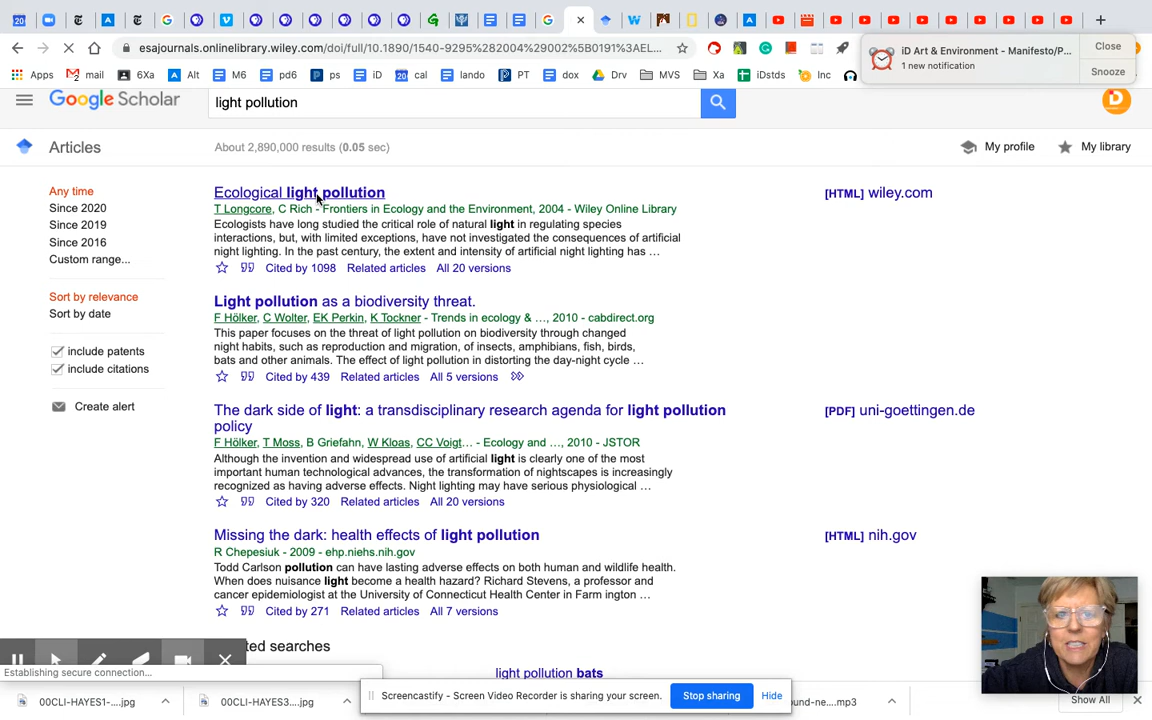 esajournals.onlinelibrary.wiley.com/doi/full/10.1890/1540-9295%282004%29002%5B0191%3AEL...
iD Art & Environment - Manifesto/P...
Close
1 new notification
Snooze
Apps mail 6Xa Alt M6 pd6 ps iD cal lando PT dox Drv MVS Xa iDstds Inc
Google Scholar
light pollution
Articles
About 2,890,000 results (0.05 sec)
My profile
My library
Any time
Since 2020
Since 2019
Since 2016
Custom range...
Sort by relevance
Sort by date
include patents
include citations
Create alert
Ecological light pollution
[HTML] wiley.com
T Longcore, C Rich - Frontiers in Ecology and the Environment, 2004 - Wiley Online Library
Ecologists have long studied the critical role of natural light in regulating species
interactions, but, with limited exceptions, have not investigated the consequences of artificial
night lighting. In the past century, the extent and intensity of artificial night lighting has ...
Cited by 1098 Related articles All 20 versions
Light pollution as a biodiversity threat.
F Hölker, C Wolter, EK Perkin, K Tockner - Trends in ecology & ..., 2010 - cabdirect.org
This paper focuses on the threat of light pollution on biodiversity through changed
night habits, such as reproduction and migration, of insects, amphibians, fish, birds,
bats and other animals. The effect of light pollution in distorting the day-night cycle ...
Cited by 439 Related articles All 5 versions
The dark side of light: a transdisciplinary research agenda for light pollution
policy
[PDF] uni-goettingen.de
F Hölker, T Moss, B Griefahn, W Kloas, CC Voigt... - Ecology and ..., 2010 - JSTOR
Although the invention and widespread use of artificial light is clearly one of the most
important human technological advances, the transformation of nightscapes is increasingly
recognized as having adverse effects. Night lighting may have serious physiological ...
Cited by 320 Related articles All 20 versions
Missing the dark: health effects of light pollution
[HTML] nih.gov
R Chepesiuk - 2009 - ehp.niehs.nih.gov
Todd Carlson pollution can have lasting adverse effects on both human and wildlife health.
When does nuisance light become a health hazard? Richard Stevens, a professor and
cancer epidemiologist at the University of Connecticut Health Center in Farm ington ...
Cited by 271 Related articles All 7 versions
ted searches
light pollution bats
Establishing secure connection...
Screencastify - Screen Video Recorder is sharing your screen.
Stop sharing
Hide
00CLI-HAYES1-....jpg
00CLI-HAYES3....jpg
ound-ne....mp3
Show All